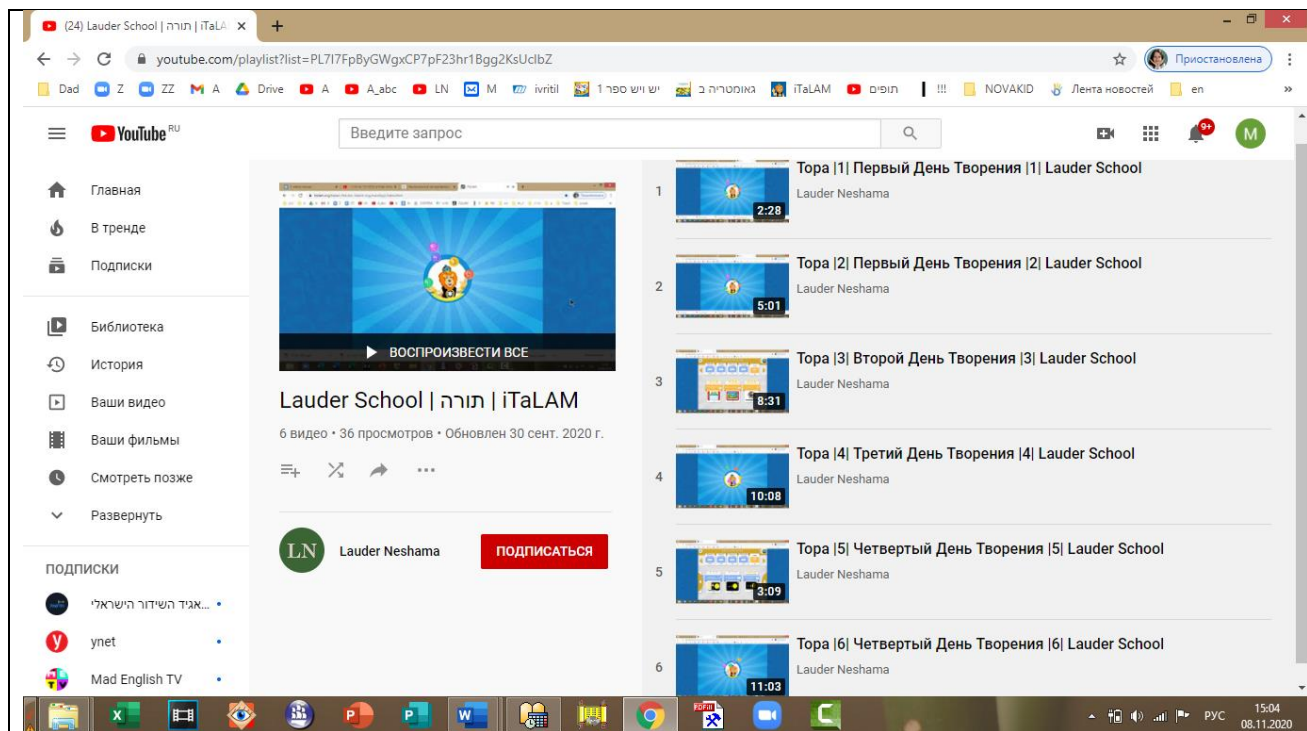 (24) Lauder School | תורה | iTaLA
youtube.com/playlist?list=PL7I7FpByGWgxCP7pF23hr1Bgg2KsUclbZ
Приостановлена
Dad Z ZZ M A Drive A A_abc LN M ivritil יש ויש ספר 1 גאומטריה ב iTaLAM תופים !!! NOVAKID Лента новостей en »
YouTube RU
Введите запрос
9+
M
Главная
В тренде
Подписки
Библиотека
История
Ваши видео
Ваши фильмы
Смотреть позже
Развернуть
ПОДПИСКИ
...אגיד השידור הישראלי
ynet
Mad English TV
ВОСПРОИЗВЕСТИ ВСЕ
Lauder School | תורה | iTaLAM
6 видео • 36 просмотров • Обновлен 30 сент. 2020 г.
LN
Lauder Neshama
ПОДПИСАТЬСЯ
1
2:28
Тора |1| Первый День Творения |1| Lauder School
Lauder Neshama
2
5:01
Тора |2| Первый День Творения |2| Lauder School
Lauder Neshama
3
8:31
Тора |3| Второй День Творения |3| Lauder School
Lauder Neshama
4
10:08
Тора |4| Третий День Творения |4| Lauder School
Lauder Neshama
5
3:09
Тора |5| Четвертый День Творения |5| Lauder School
Lauder Neshama
6
11:03
Тора |6| Четвертый День Творения |6| Lauder School
Lauder Neshama
РУС
15:04
08.11.2020